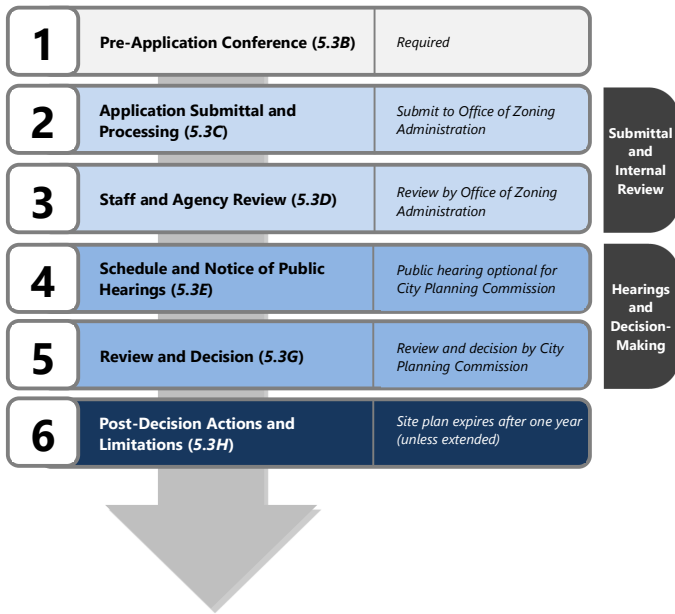 1
Pre-Application Conference (5.3B)
Required
2
Application Submittal and
Processing (5.3C)
Submit to Office of Zoning
Administration
3
Staff and Agency Review (5.3D)
Review by Office of Zoning
Administration
Submittal
and
Internal
Review
4
Schedule and Notice of Public
Hearings (5.3E)
Public hearing optional for
City Planning Commission
5
Review and Decision (5.3G)
Review and decision by City
Planning Commission
Hearings
and
Decision-
Making
6
Post-Decision Actions and
Limitations (5.3H)
Site plan expires after one year
(unless extended)